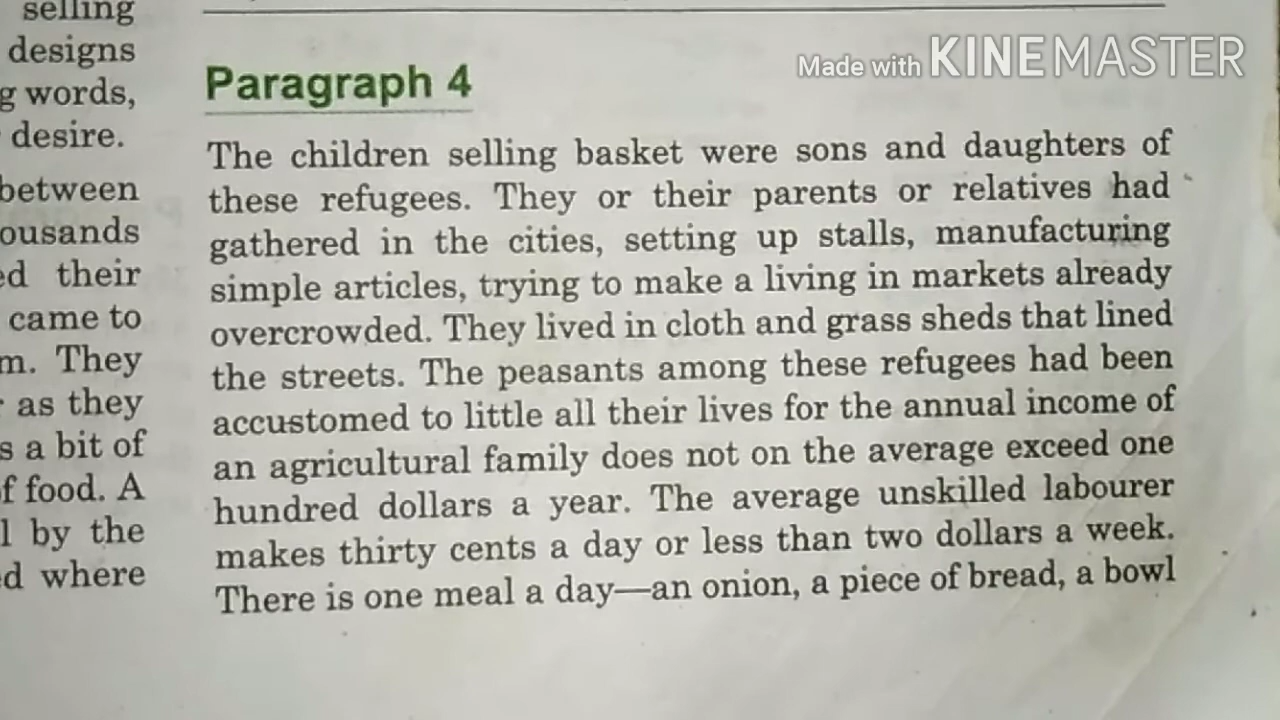 selling
designs
words,
desire.
between
their
came to
They
as they
a bit of
food. A
by the
where
Made with KINEMASTER
Paragraph 4
The children selling basket were sons and daughters of
these refugees. They or their parents or relatives had
gathered in the cities, setting up stalls, manufacturing
simple articles, trying to make a living in markets already
overcrowded. They lived in cloth and grass sheds that lined
the streets. The peasants among these refugees had been
accustomed to little all their lives for the annual income of
an agricultural family does not on the average exceed one
hundred dollars a year. The average unskilled labourer
makes thirty cents a day or less than two dollars a week.
There is one meal a day—an onion, a piece of bread, a bowl